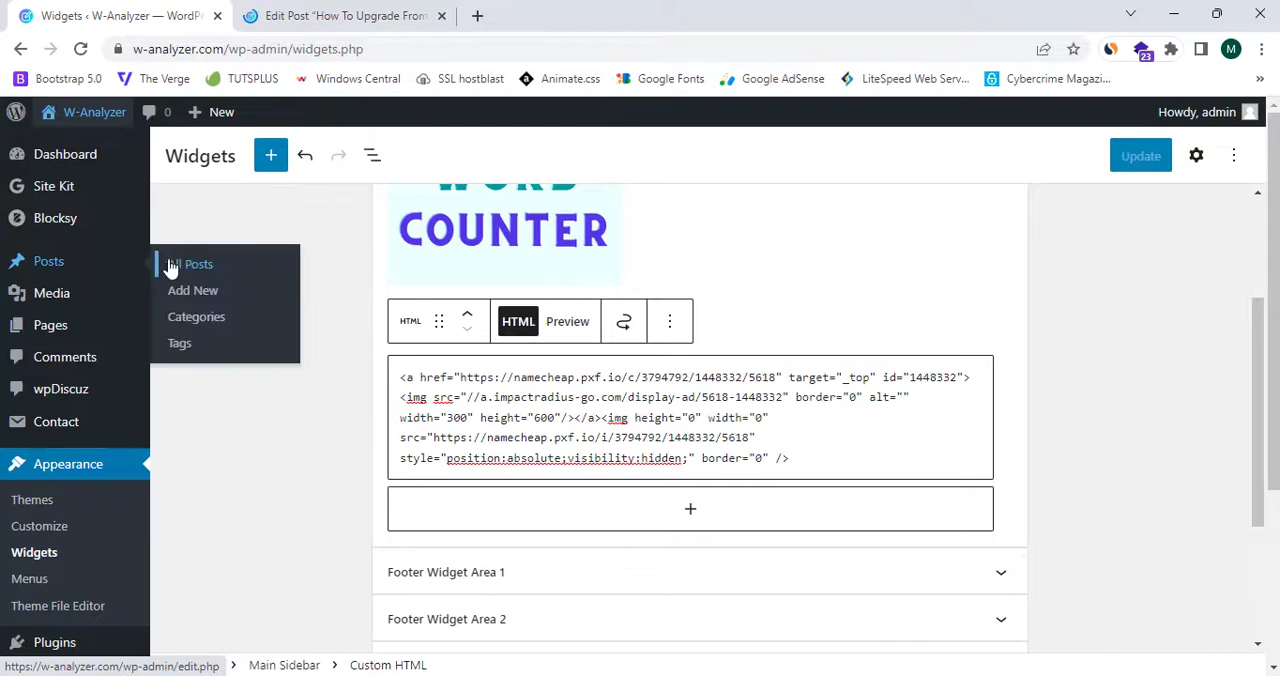 Widgets ‹ W-Analyzer — WordPr
Edit Post "How To Upgrade From
w-analyzer.com/wp-admin/widgets.php
23
M
B Bootstrap 5.0
The Verge
TUTSPLUS
Windows Central
SSL hostblast
Animate.css
Google Fonts
Google AdSense
LiteSpeed Web Serv...
Cybercrime Magazi...
»
W-Analyzer
0
New
Howdy, admin
Dashboard
Site Kit
Blocksy
Posts
Media
Pages
Comments
wpDiscuz
Contact
Appearance
Themes
Customize
Widgets
Menus
Theme File Editor
Plugins
All Posts
Add New
Categories
Tags
Widgets
Update
WORD
COUNTER
HTML
HTML
Preview
<a href="https://namecheap.pxf.io/c/3794792/1448332/5618" target="_top" id="1448332">
<img src="//a.impactradius-go.com/display-ad/5618-1448332" border="0" alt=""
width="300" height="600"/></a><img height="0" width="0"
src="https://namecheap.pxf.io/i/3794792/1448332/5618"
style="position:absolute;visibility:hidden;" border="0" />
Footer Widget Area 1
Footer Widget Area 2
https://w-analyzer.com/wp-admin/edit.php
Main Sidebar
Custom HTML